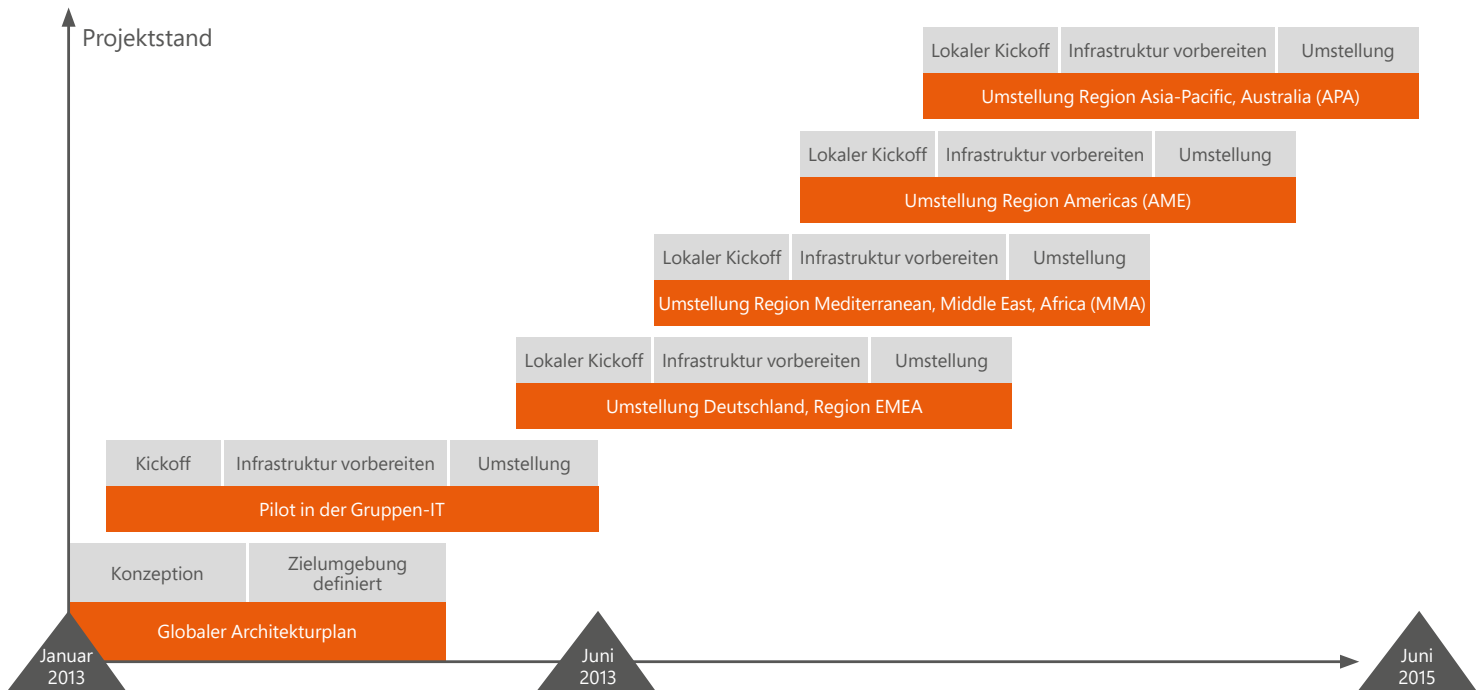 Projektstand
Lokaler Kickoff
Infrastruktur vorbereiten
Umstellung
Umstellung Region Asia-Pacific, Australia (APA)
Lokaler Kickoff
Infrastruktur vorbereiten
Umstellung
Umstellung Region Americas (AME)
Lokaler Kickoff
Infrastruktur vorbereiten
Umstellung
Umstellung Region Mediterranean, Middle East, Africa (MMA)
Lokaler Kickoff
Infrastruktur vorbereiten
Umstellung
Umstellung Deutschland, Region EMEA
Kickoff
Infrastruktur vorbereiten
Umstellung
Pilot in der Gruppen-IT
Konzeption
Zielumgebung
definiert
Globaler Architekturplan
Januar
2013
Juni
2013
Juni
2015